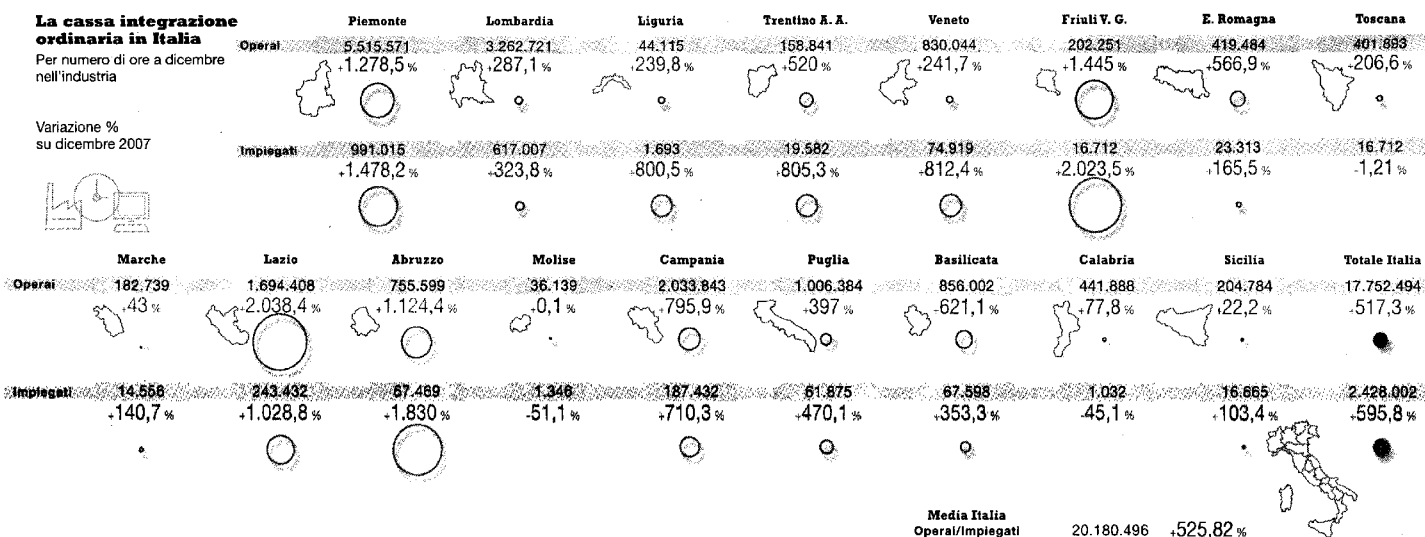 La cassa integrazione
ordinaria in Italia
Per numero di ore a dicembre
nell'industria
Variazione %
su dicembre 2007
Piemonte Lombardia Liguria Trentino A. A. Veneto Friuli V. G. E. Romagna Toscana
Operai 5.515.571 3.262.721 44.115 158.841 830.044 202.251 419.484 401.893
+1.278,5 % +287,1 % +239,8 % +520 % +241,7 % +1.445 % +566,9 % +206,6 %
Impiegati 991.015 617.007 1.693 19.582 74.919 16.712 23.313 16.712
+1.478,2 % +323,8 % +800,5 % +805,3 % +812,4 % +2.023,5 % +165,5 % -1,21 %
Marche Lazio Abruzzo Molise Campania Puglia Basilicata Calabria Sicilia Totale Italia
Operai 182.739 1.694.408 755.599 36.139 2.033.843 1.006.384 856.002 441.888 204.784 17.752.494
+43 % +2.038,4 % +1.124,4 % +0,1 % +795,9 % +397 % -621,1 % +77,8 % +22,2 % +517,3 %
Impiegati 14.556 243.432 67.469 1.346 187.432 61.875 67.598 1.032 16.665 2.428.002
+140,7 % +1.028,8 % +1.830 % -51,1 % +710,3 % +470,1 % +353,3 % -45,1 % +103,4 % +595,8 %
Media Italia
Operai/Impiegati 20.180.496 +525.82 %